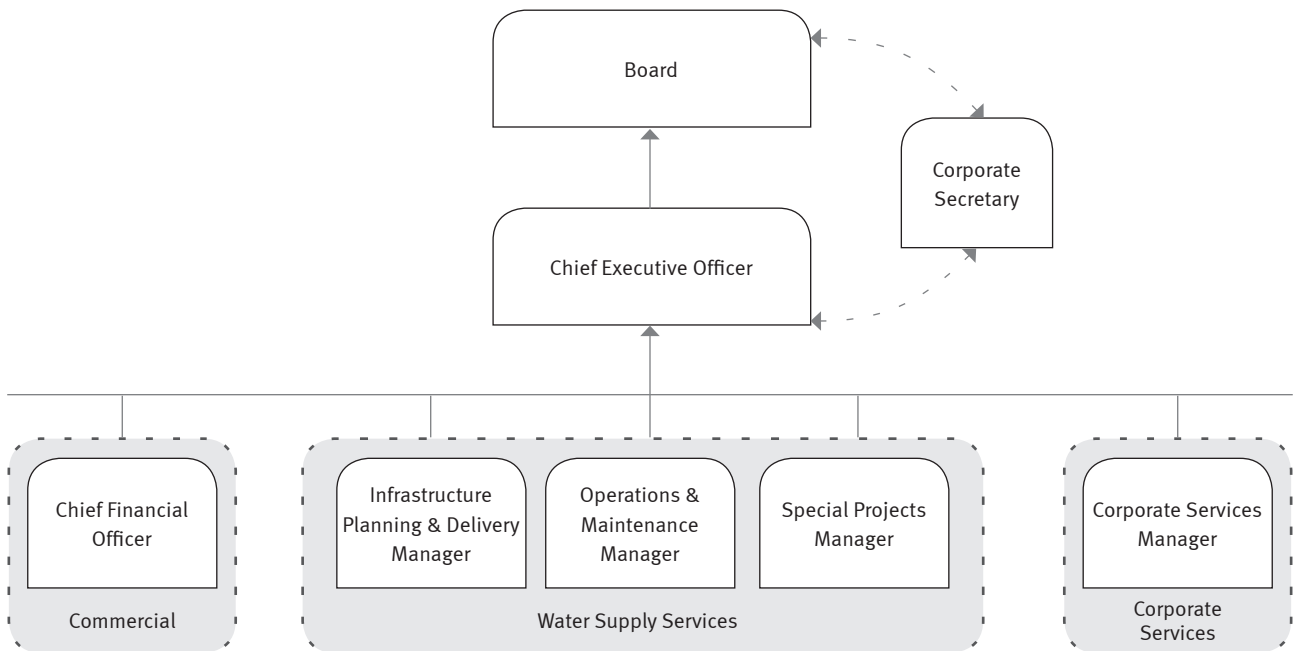 Board
Corporate
Secretary
Chief Executive Officer
Chief Financial
Officer
Infrastructure
Planning & Delivery
Manager
Operations &
Maintenance
Manager
Special Projects
Manager
Corporate Services
Manager
Commercial
Water Supply Services
Corporate
Services